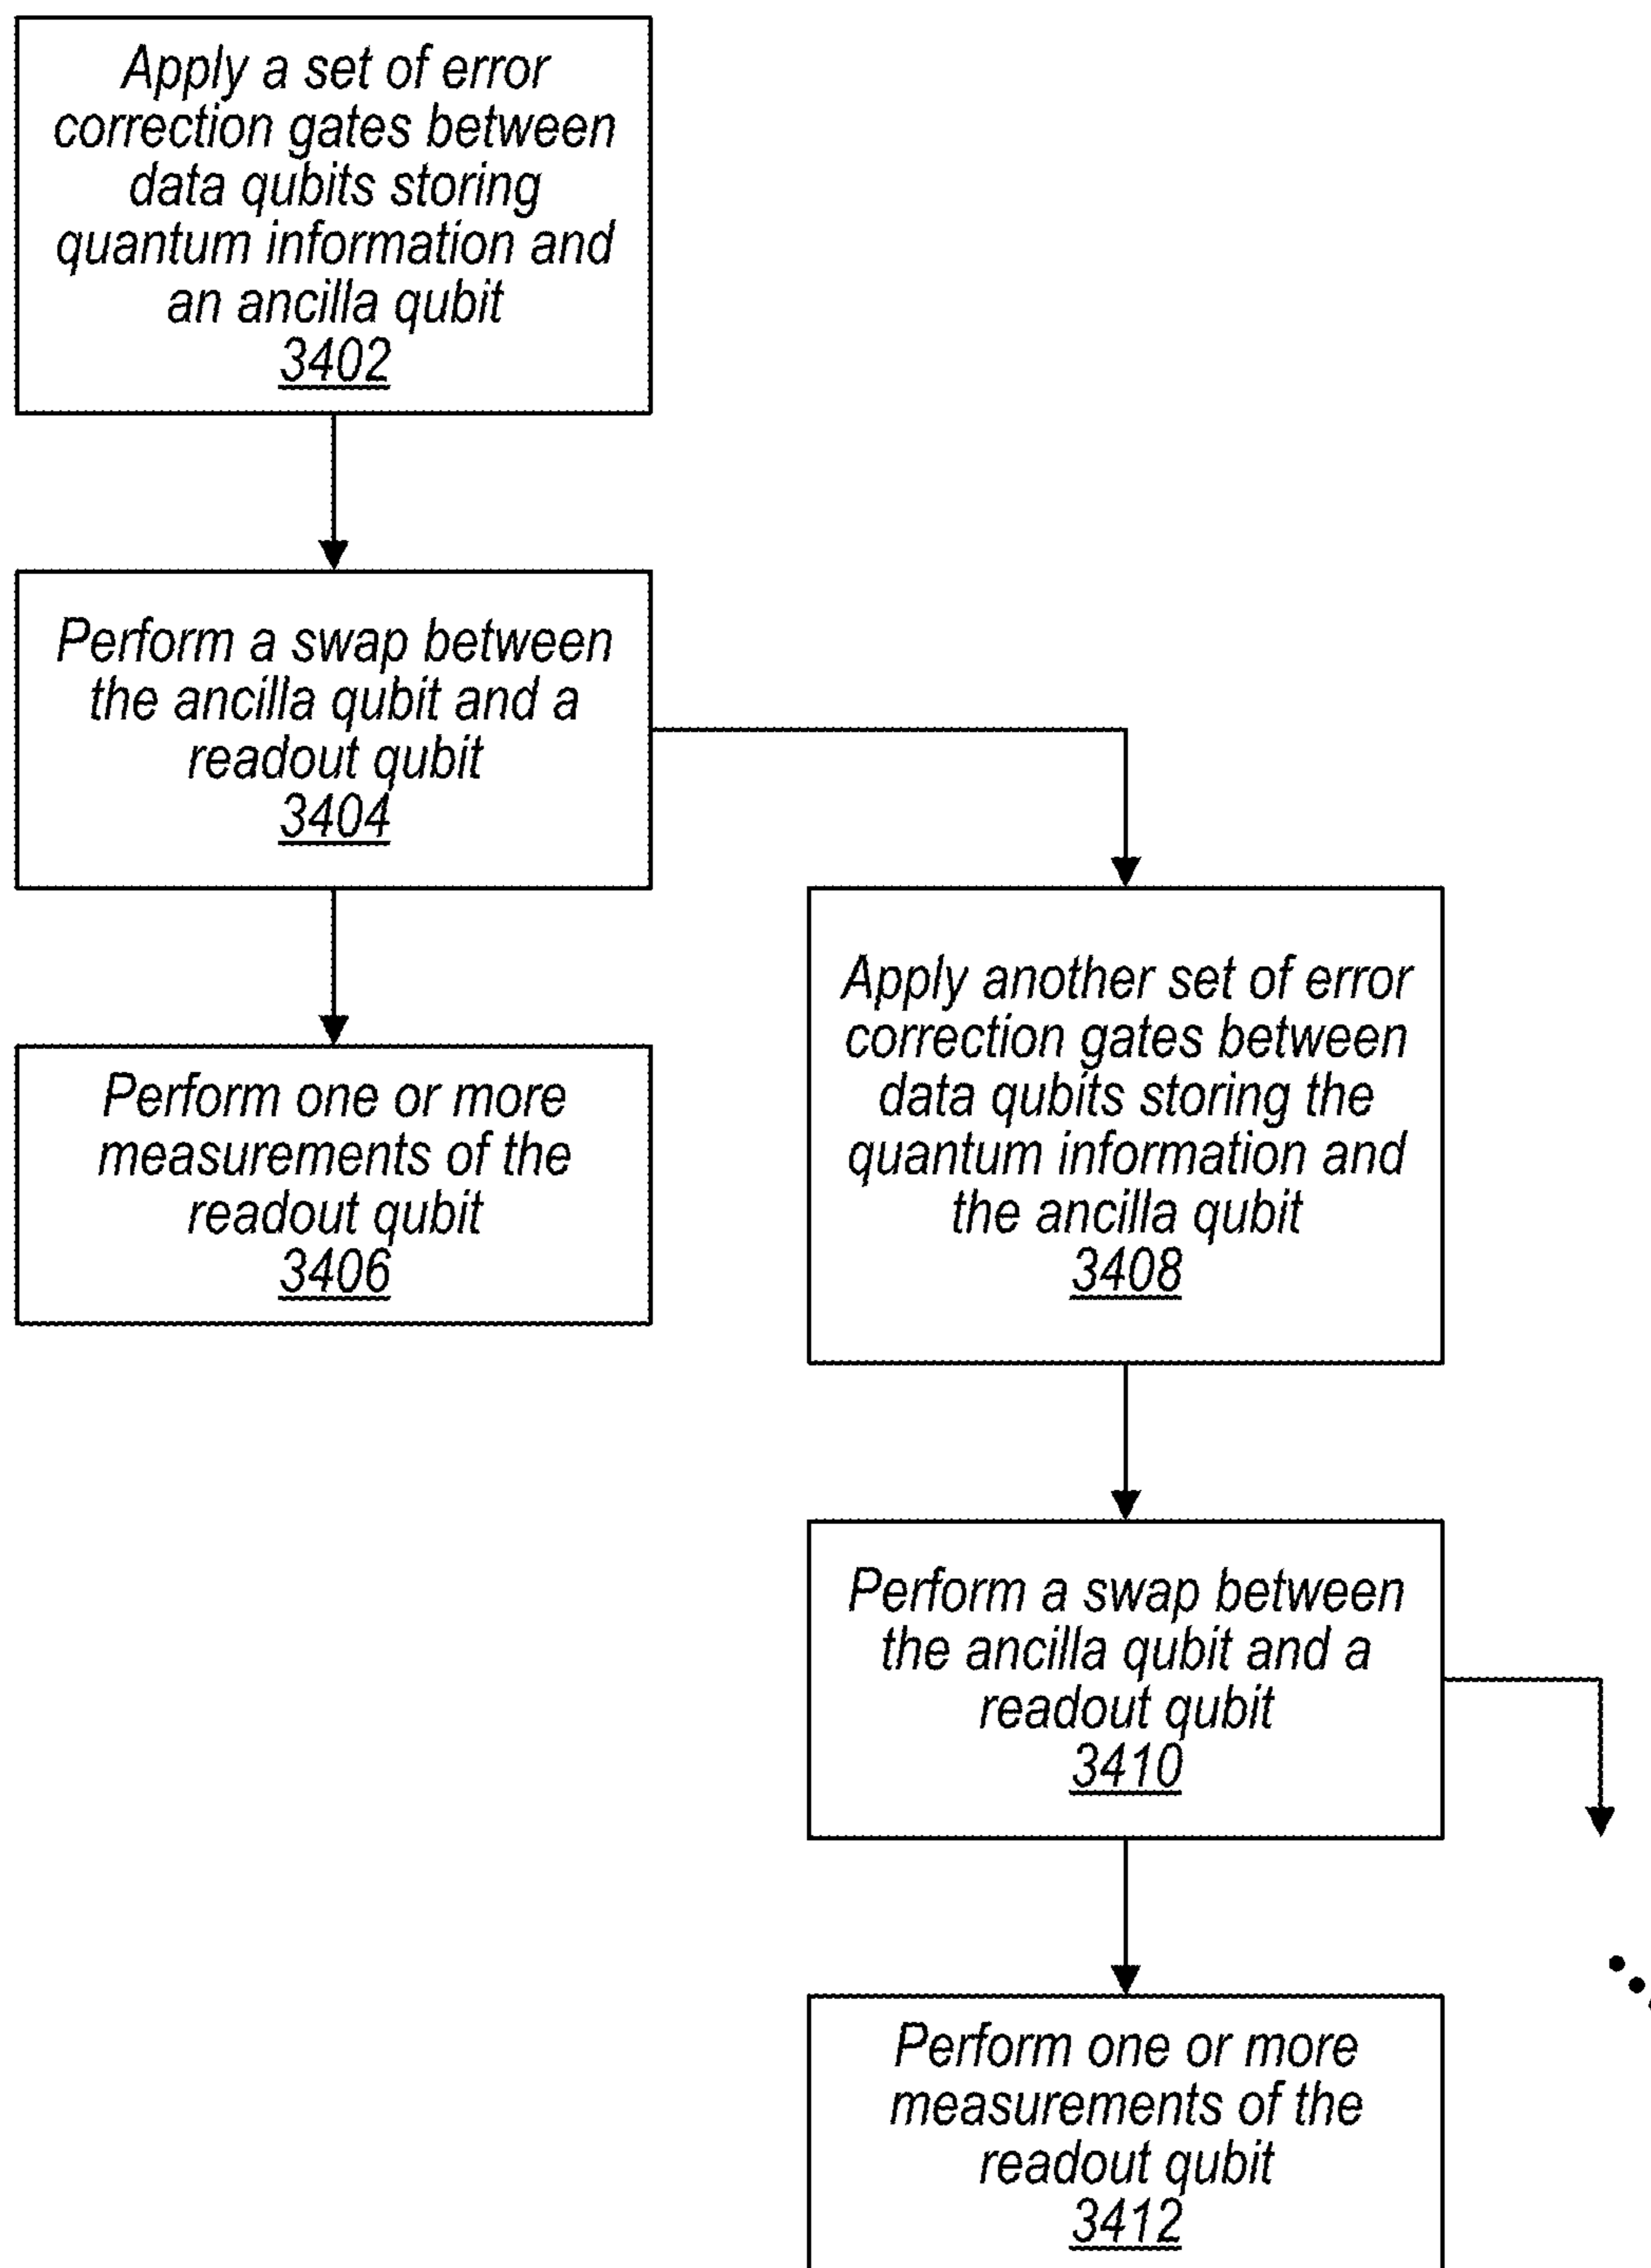 Apply a set of error
correction gates between
data qubits storing
quantum information and
an ancilla qubit
3402
Perform a swap between
the ancilla qubit and a
readout qubit
3404
Perform one or more
measurements of the
readout qubit
3406
Apply another set of error
correction gates between
data qubits storing the
quantum information and
the ancilla qubit
3408
Perform a swap between
the ancilla qubit and a
readout qubit
3410
Perform one or more
measurements of the
readout qubit
3412